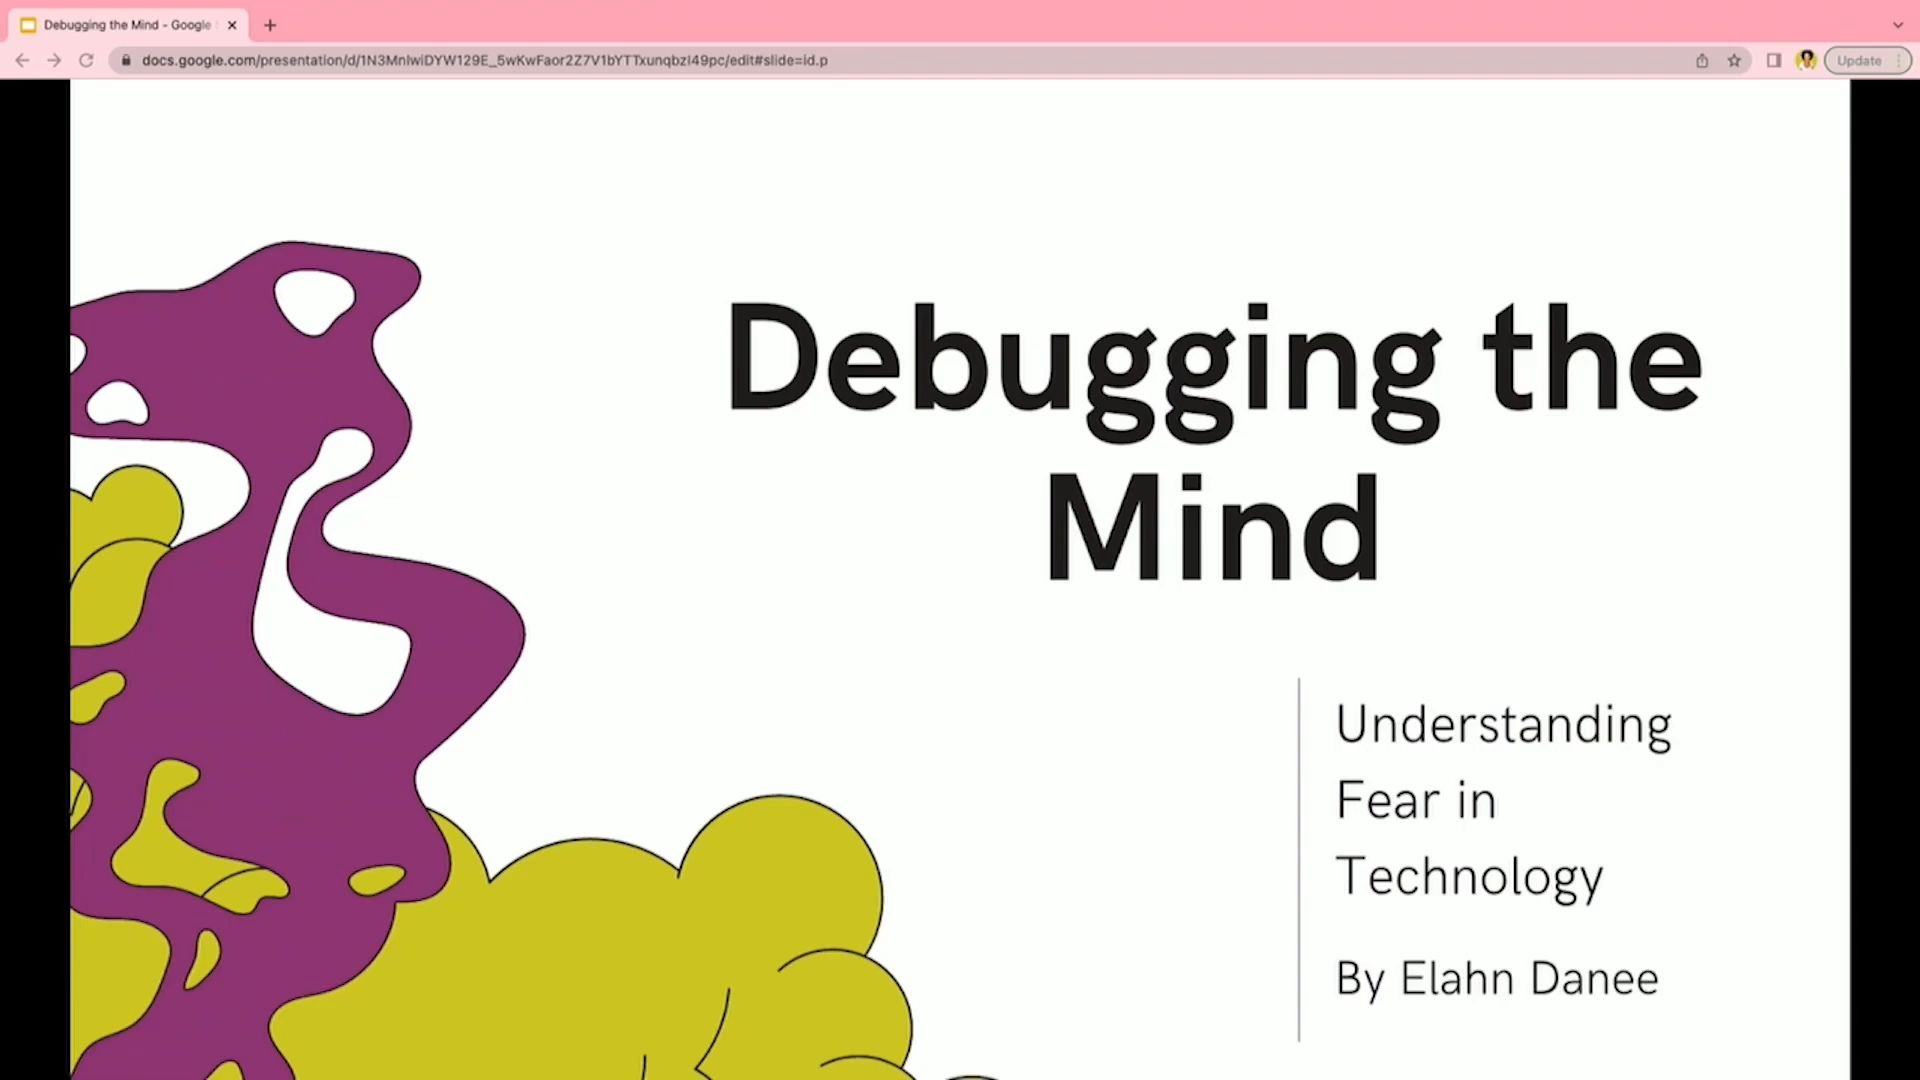 Debugging the Mind - Google
docs.google.com/presentation/d/1N3MnlwiDYW129E_5wKwFaor2Z7V1bYTTxunqbzI49pc/edit#slide=id.p
Update
Debugging the
Mind
Understanding
Fear in
Technology
By Elahn Danee